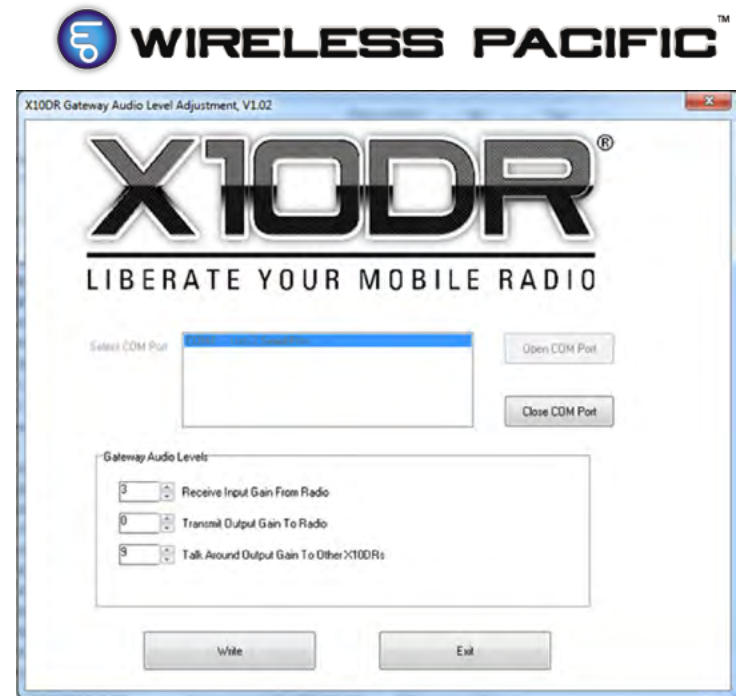 WIRELESS PACIFIC™
X10DR Gateway Audio Level Adjustment, V1.02
X10DR®
LIBERATE YOUR MOBILE RADIO
Select COM Port
Open COM Port
Close COM Port
Gateway Audio Levels
3 Receive Input Gain From Radio
0 Transmit Output Gain To Radio
9 Talk Around Output Gain To Other X10DRs
Write Exit